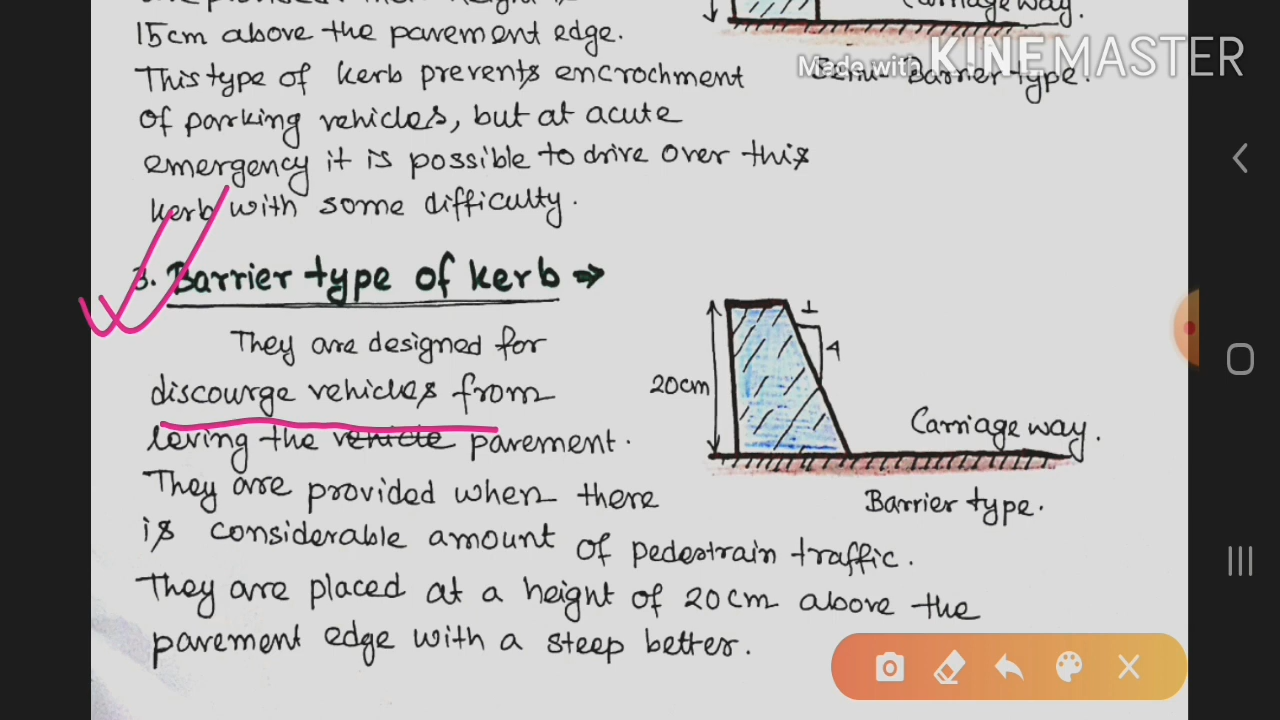 15cm above the pavement edge.
Carriageway.
This type of kerb prevents encrochment
Made with KINEMASTER
Barrier type.
of parking vehicles, but at acute
emergency it is possible to drive over this
kerb with some difficulty.
3. Barrier type of kerb →
They are designed for
discourge vehicles from
leving the vehicle pavement.
They are provided when there
is considerable amount of pedestrain traffic.
They are placed at a height of 20cm above the
pavement edge with a steep better.
1
4
20cm
Carriage way.
Barrier type.